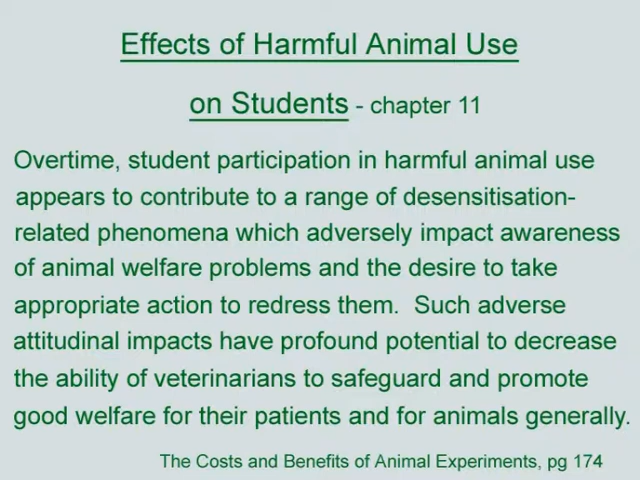 Effects of Harmful Animal Use
on Students - chapter 11
Overtime, student participation in harmful animal use
appears to contribute to a range of desensitisation-
related phenomena which adversely impact awareness
of animal welfare problems and the desire to take
appropriate action to redress them.  Such adverse
attitudinal impacts have profound potential to decrease
the ability of veterinarians to safeguard and promote
good welfare for their patients and for animals generally.
The Costs and Benefits of Animal Experiments, pg 174